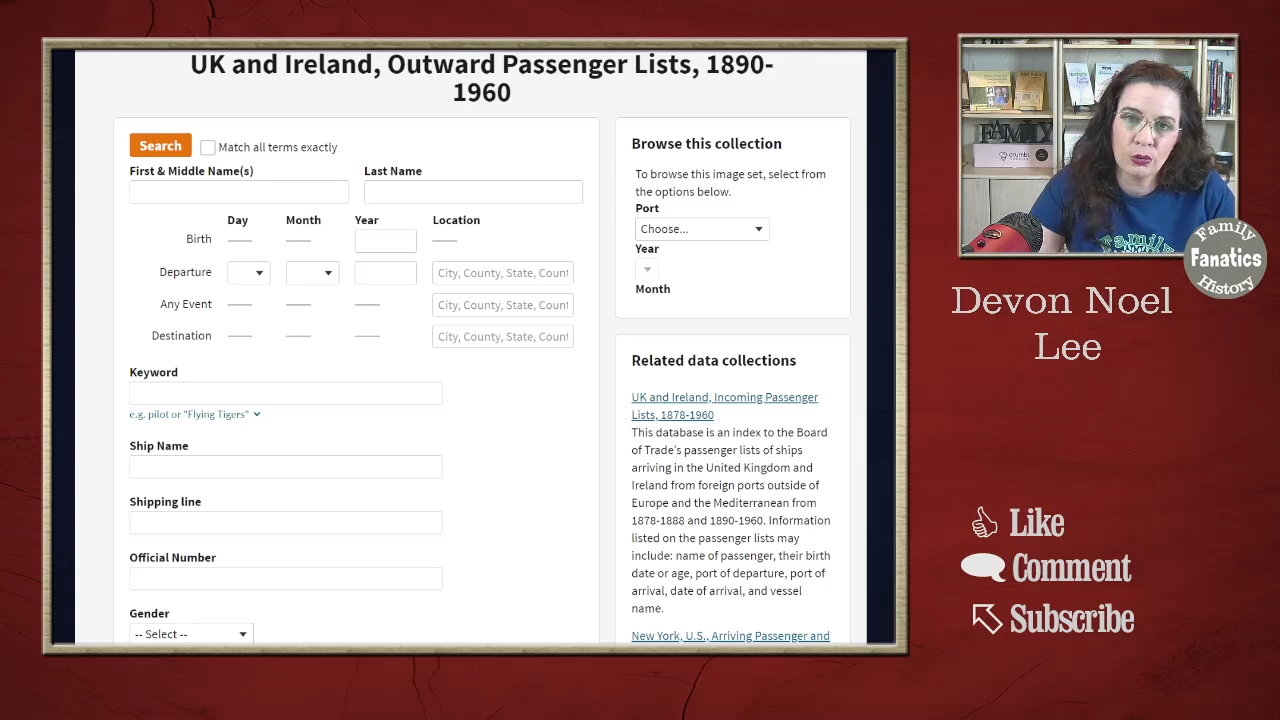 UK and Ireland, Outward Passenger Lists, 1890-
1960
Search
Match all terms exactly
First & Middle Name(s)
Last Name
Day
Month
Year
Location
Birth
Departure
City, County, State, Count
Any Event
City, County, State, Count
Destination
City, County, State, Count
Keyword
e.g. pilot or "Flying Tigers"
Ship Name
Shipping line
Official Number
Gender
-- Select --
Browse this collection
To browse this image set, select from
the options below.
Port
Choose...
Year
Month
Related data collections
UK and Ireland, Incoming Passenger
Lists, 1878-1960
This database is an index to the Board
of Trade's passenger lists of ships
arriving in the United Kingdom and
Ireland from foreign ports outside of
Europe and the Mediterranean from
1878-1888 and 1890-1960. Information
listed on the passenger lists may
include: name of passenger, their birth
date or age, port of departure, port of
arrival, date of arrival, and vessel
name.
New York, U.S., Arriving Passenger and
FAMILY
Family
Fanatics
History
Devon Noel
Lee
Like
Comment
Subscribe